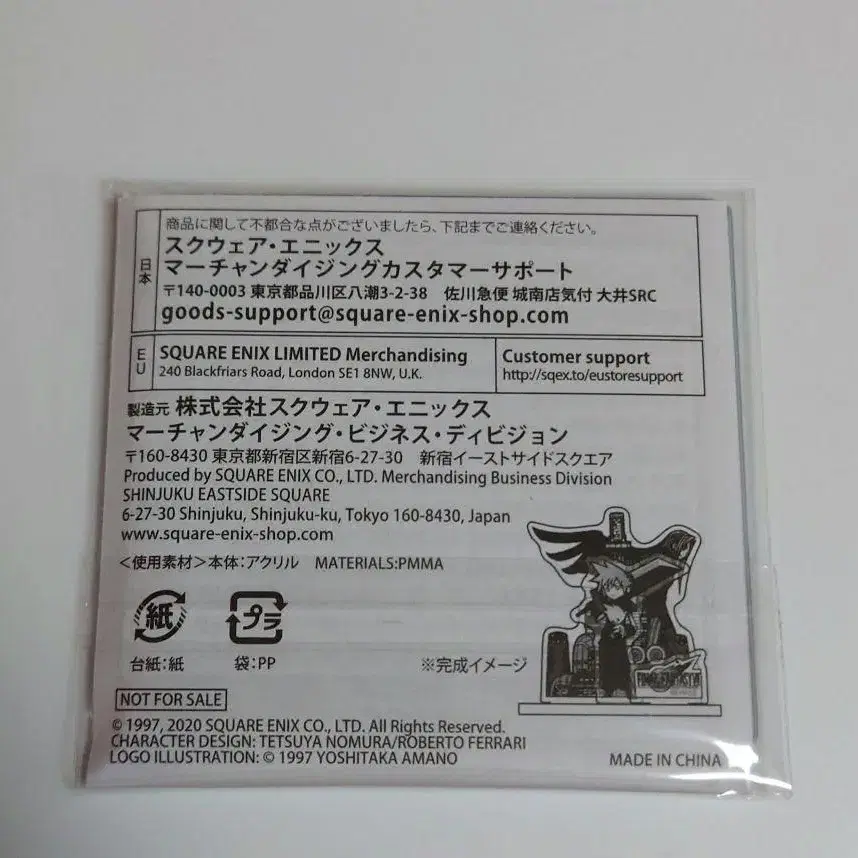 日本
商品に関して不都合な点がございましたら、下記までご連絡ください。
スクウェア・エニックス
マーチャンダイジングカスタマーサポート
〒140-0003 東京都品川区八潮3-2-38 佐川急便 城南店気付 大井SRC
goods-support@square-enix-shop.com
EU
SQUARE ENIX LIMITED Merchandising
240 Blackfriars Road, London SE1 8NW, U.K.
Customer support
http://sqex.to/eustoresupport
製造元 株式会社スクウェア・エニックス
マーチャンダイジング・ビジネス・ディビジョン
〒160-8430 東京都新宿区新宿6-27-30 新宿イーストサイドスクエア
Produced by SQUARE ENIX CO., LTD. Merchandising Business Division
SHINJUKU EASTSIDE SQUARE
6-27-30 Shinjuku, Shinjuku-ku, Tokyo 160-8430, Japan
www.square-enix-shop.com
<使用素材>本体:アクリル MATERIALS:PMMA
紙
プラ
台紙:紙
袋:PP
※完成イメージ
FINAL FANTASY VII
NOT FOR SALE
© 1997, 2020 SQUARE ENIX CO., LTD. All Rights Reserved.
CHARACTER DESIGN: TETSUYA NOMURA/ROBERTO FERRARI
LOGO ILLUSTRATION: © 1997 YOSHITAKA AMANO
MADE IN CHINA